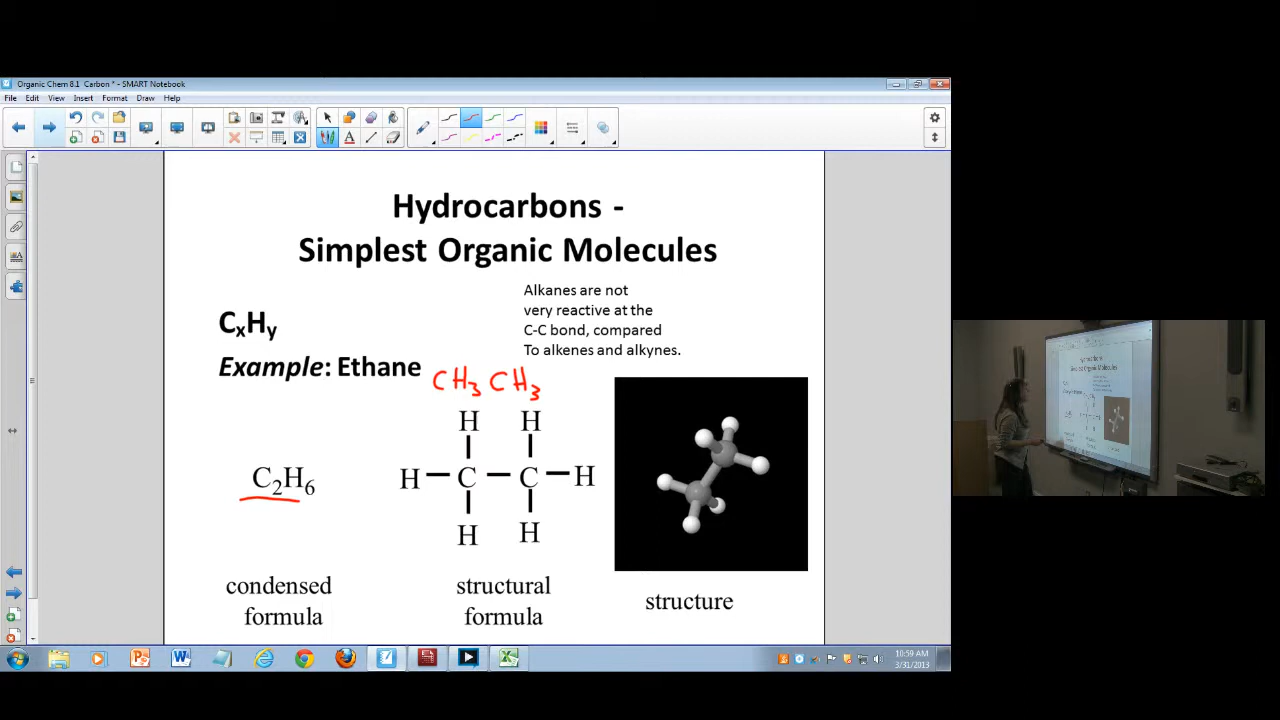 Organic Chem 8.1 Carbon * - SMART Notebook
File Edit View Insert Format Draw Help
Hydrocarbons -
Simplest Organic Molecules
Alkanes are not
very reactive at the
C-C bond, compared
To alkenes and alkynes.
CxHy
Example: Ethane
CH3 CH3
H H
H C C H
H H
C2H6
condensed
formula
structural
formula
structure
10:59 AM
3/31/2013